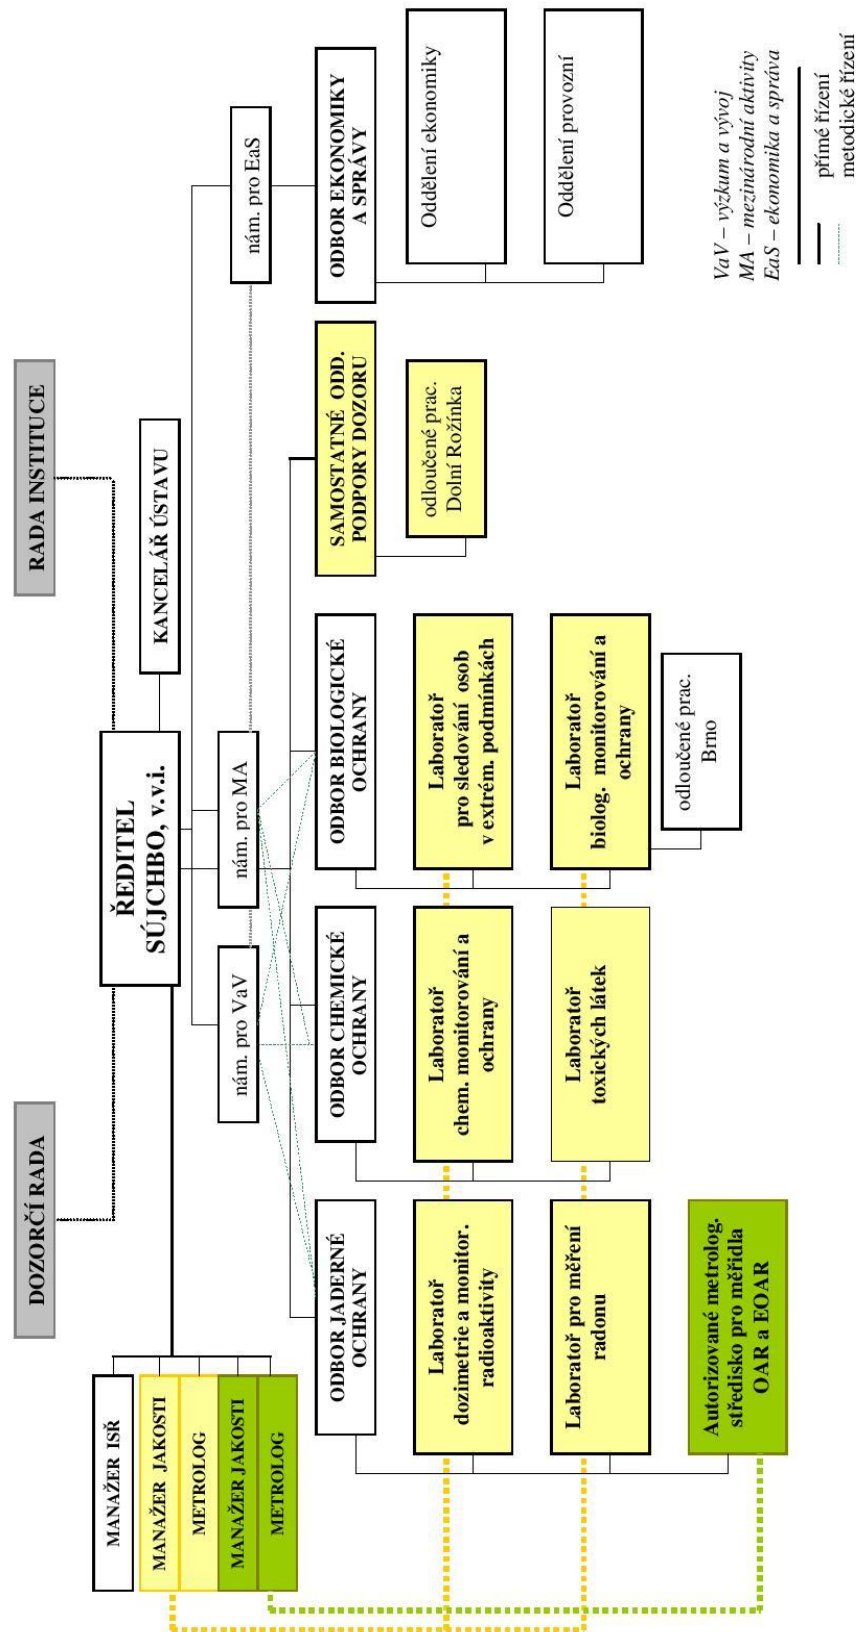 DOZORČÍ RADA
RADA INSTITUCE
ŘEDITEL
SÚJCHBO, v.v.i.
KANCELÁŘ ÚSTAVU
MANAŽER ISŘ
MANAŽER JAKOSTI
METROLOG
MANAŽER JAKOSTI
METROLOG
nám. pro VaV
nám. pro MA
nám. pro EaS
ODBOR JADERNÉ
OCHRANY
ODBOR CHEMICKÉ
OCHRANY
ODBOR BIOLOGICKÉ
OCHRANY
SAMOSTATNÉ ODD.
PODPORY DOZORU
ODBOR EKONOMIKY
A SPRÁVY
Laboratoř
dozimetrie a monitor.
radioaktivity
Laboratoř
chem. monitorování a
ochrany
Laboratoř
pro sledování osob
v extrém. podmínkách
odloučené prac.
Dolní Rožínka
Oddělení ekonomiky
Laboratoř pro měření
radonu
Laboratoř
toxických látek
Laboratoř
biolog. monitorování a
ochrany
Oddělení provozní
odloučené prac.
Brno
Autorizované metrolog.
středisko pro měřidla
OAR a EOAR
VaV – výzkum a vývoj
MA – mezinárodní aktivity
EaS – ekonomika a správa
přímé řízení
metodické řízení